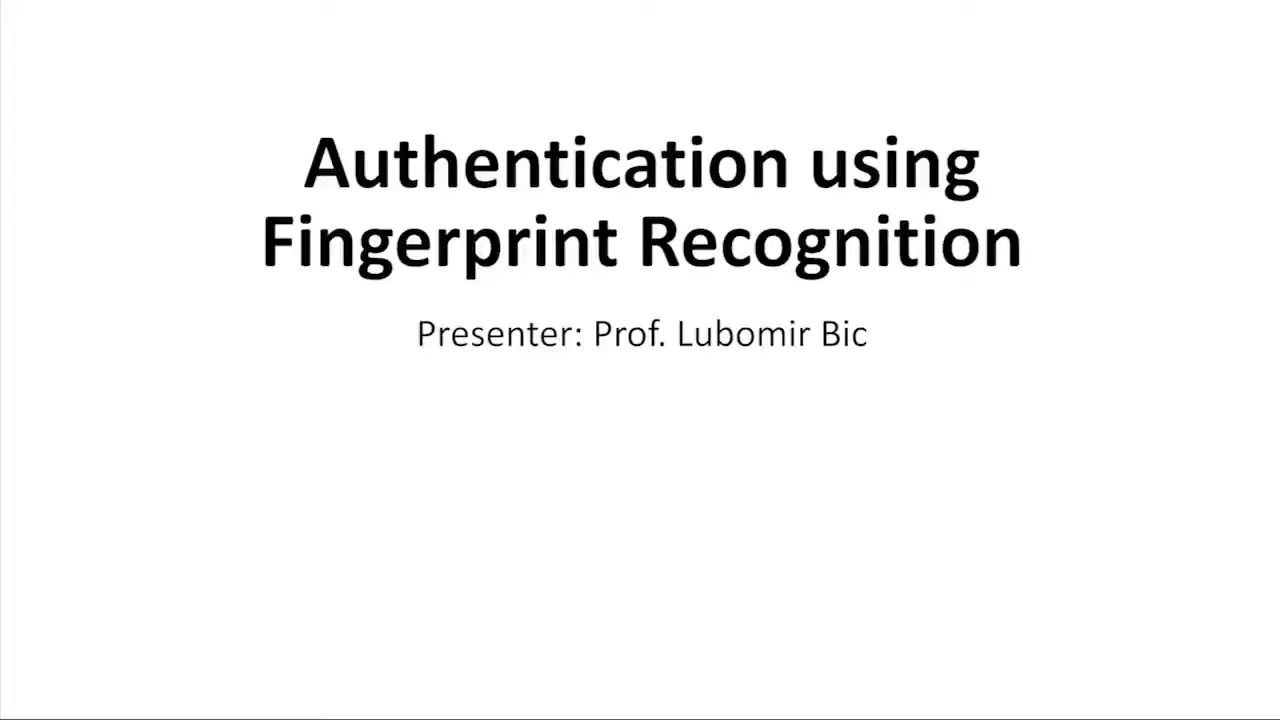 Authentication using
Fingerprint Recognition
Presenter: Prof. Lubomir Bic